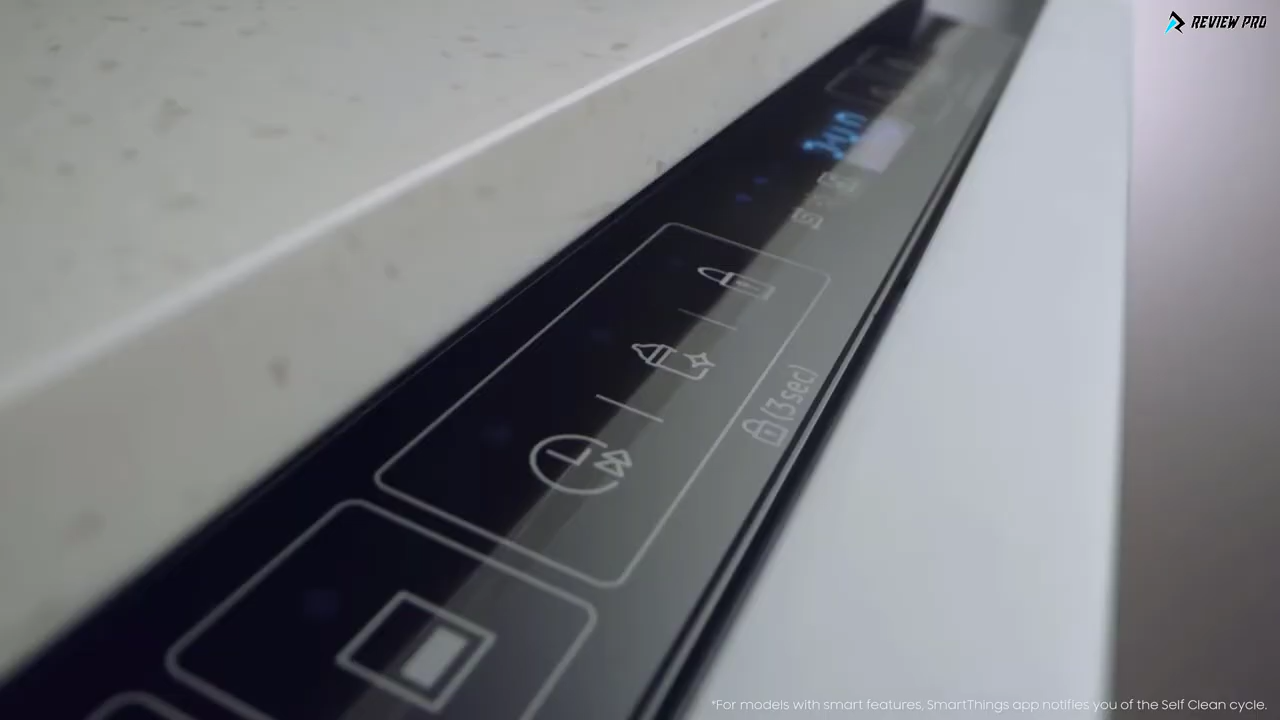 REVIEW PRO
(3sec)
*For models with smart features, SmartThings app notifies you of the Self Clean cycle.